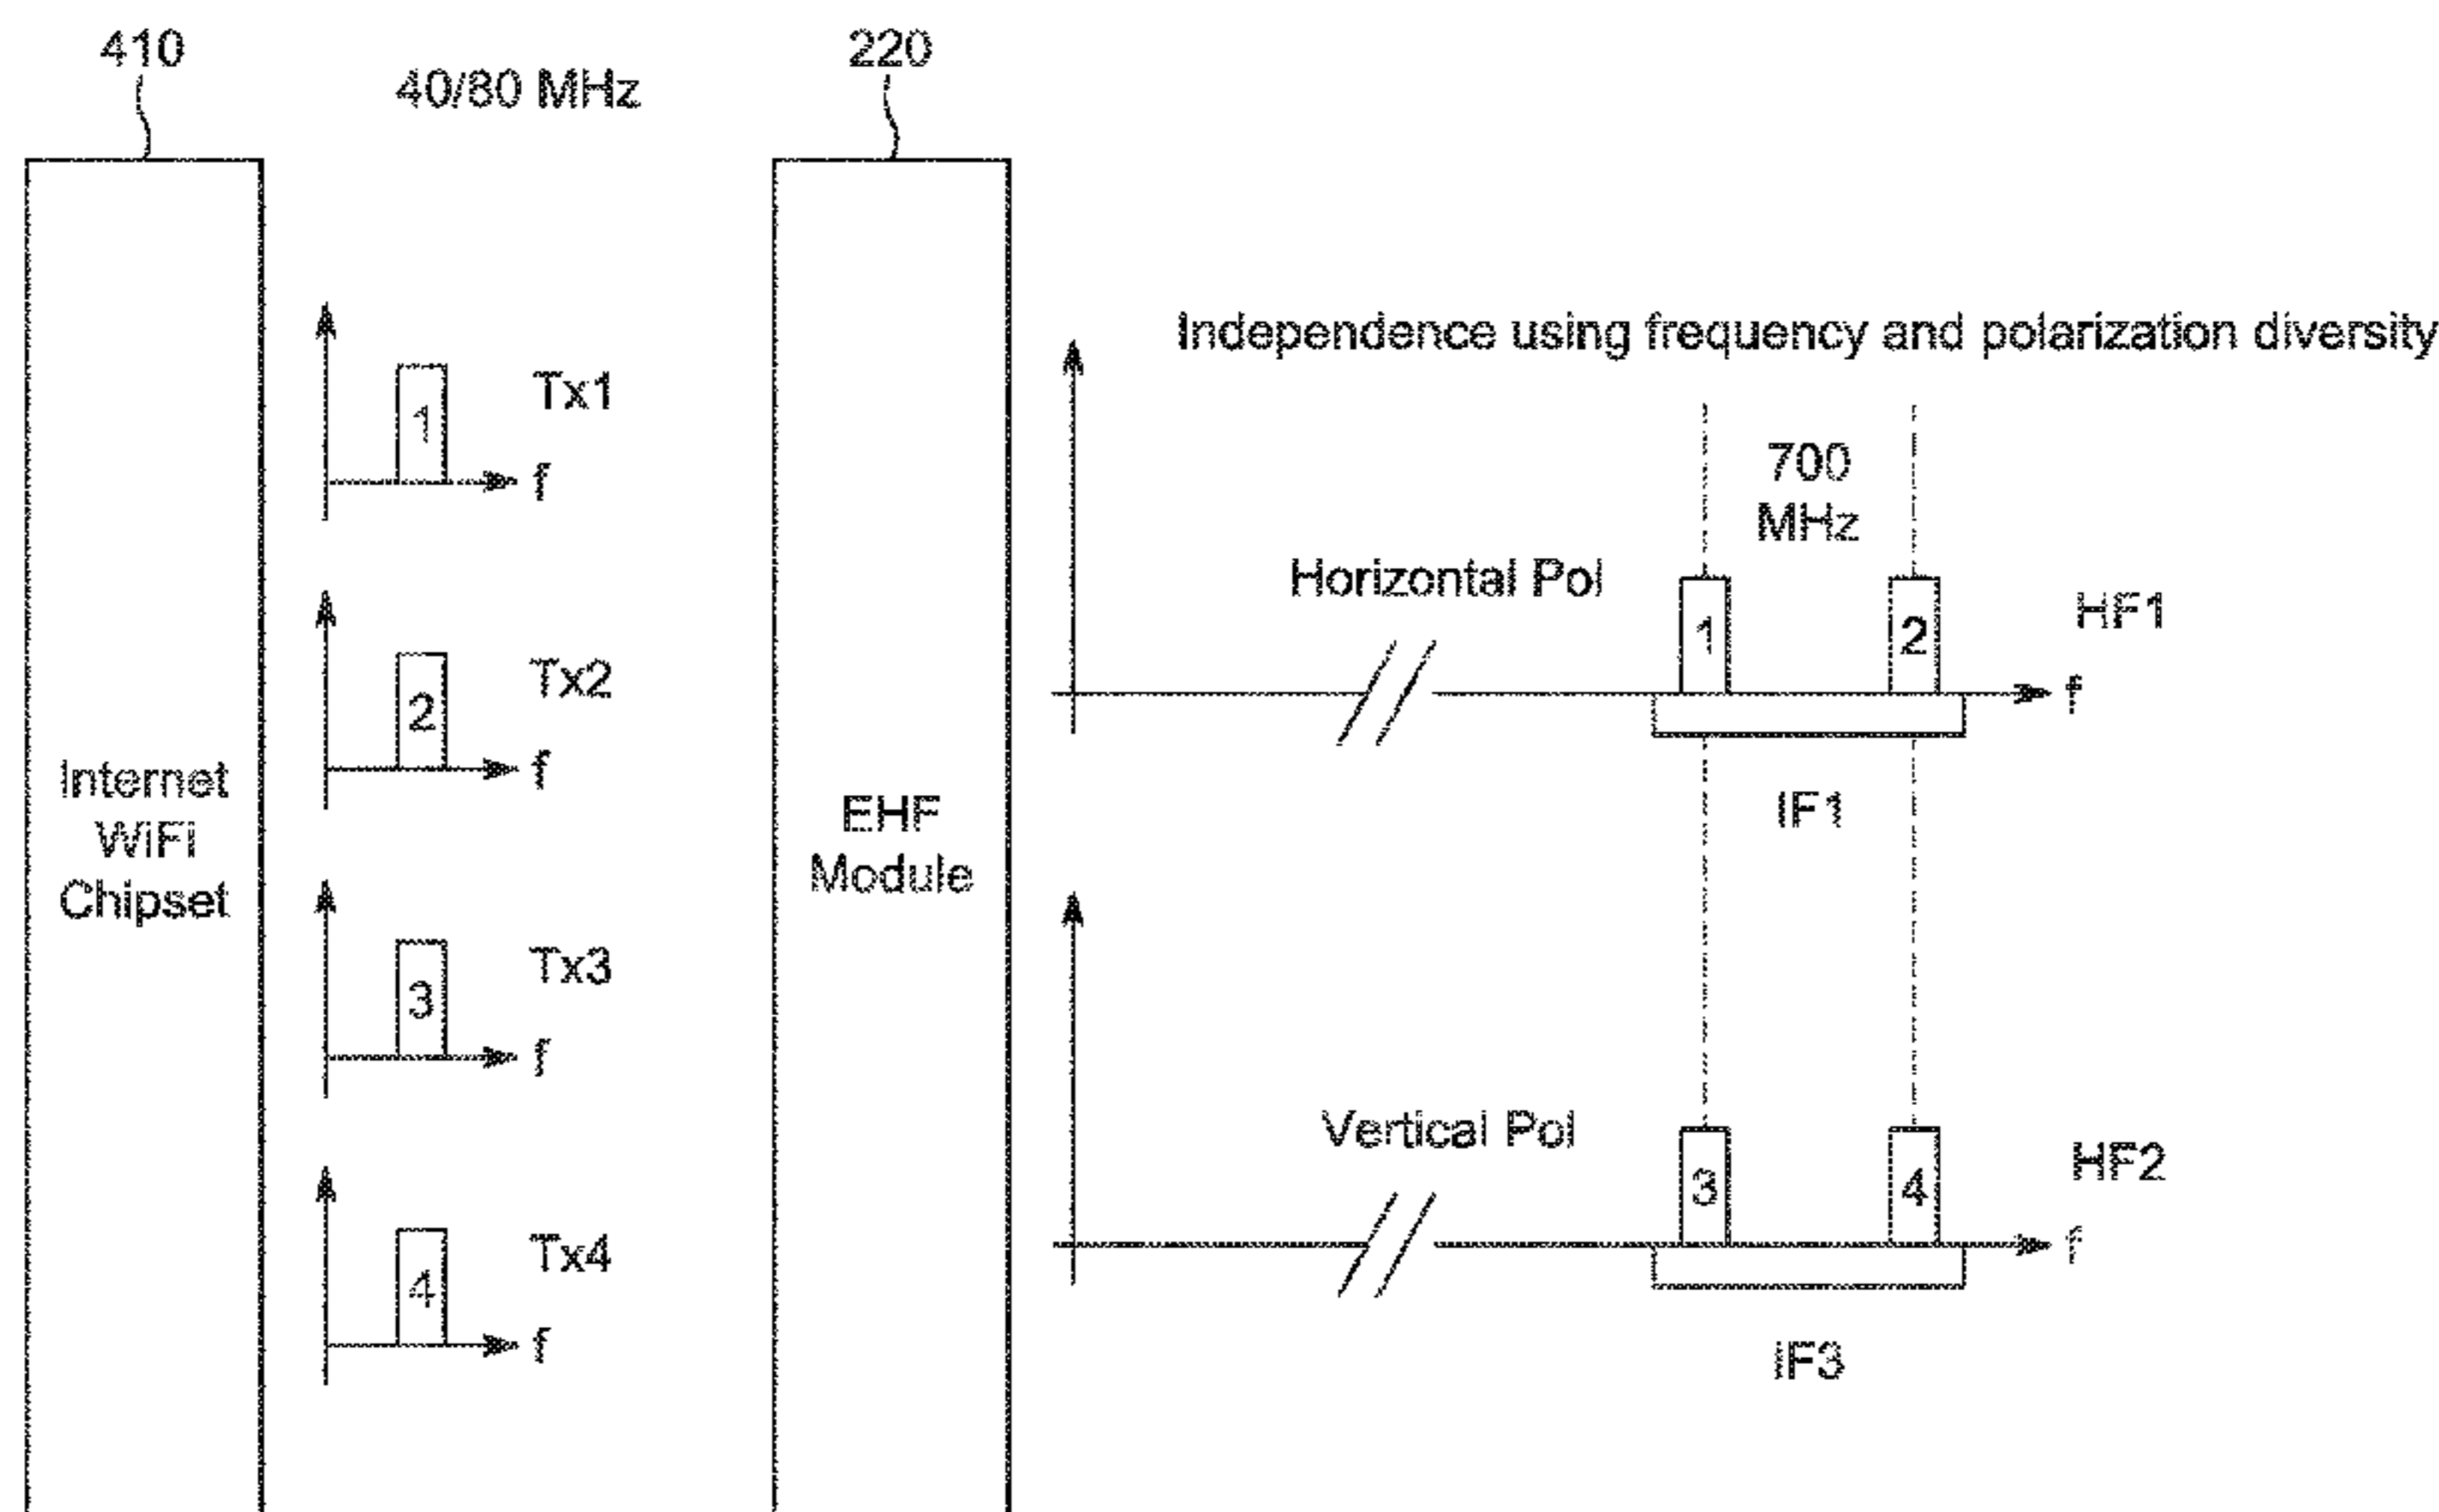 410
40/80 MHz
220
Independence using frequency and polarization diversity
Tx1
1
f
700
MHz
Horizontal Pol
1
2
HF1
f
Tx2
2
f
Internet
WiFi
Chipset
EHF
Module
IF1
Tx3
3
f
Vertical Pol
3
4
HF2
f
Tx4
4
f
IF3